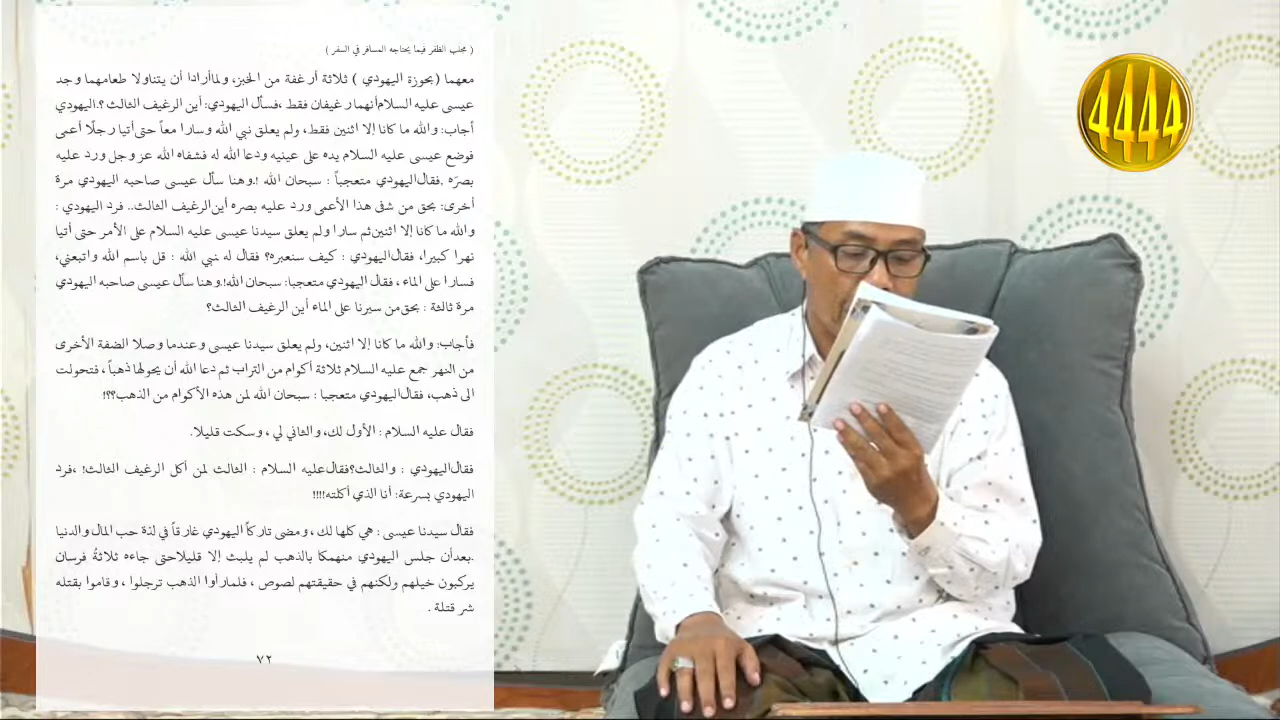 ( مجلب الظفر فيما يحتاجه المسافر في السفر )
معهما (بحوزة اليهودي ) ثلاثة أرغفة من الخبز، ولماأرادا أن يتناولا طعامهما وجد
عيسى عليه السلام أنهما رغيفان فقط ،فسأل اليهودي: أين الرغيف الثالث ؟.اليهودي
أجاب: والله ما كانا إلا اثنين فقط، ولم يعلق نبي الله وسارا معاً حتى أتيا رجلًا أعمى
فوضع عيسى عليه السلام يده على عينيه ودعا الله له فشفاه الله عز وجل ورد عليه
بصرَه .فقال اليهودي متعجباً : سبحان الله !.وهنا سأل عيسى صاحبه اليهودي مرة
أخرى: بحق من شفى هذا الأعمى ورد عليه بصره أين الرغيف الثالث.. فرد اليهودي :
والله ما كانا إلا اثنين ثم سارا ولم يعلق سيدنا عيسى عليه السلام على الأمر حتى أتيا
نهرا كبيرا، فقال اليهودي : كيف سنعبره؟ فقال له نبي الله : قل باسم الله واتبعني،
فسارا على الماء ، فقال اليهودي متعجبا: سبحان الله!.وهنا سأل عيسى صاحبه اليهودي
مرة ثالثة : بحق من سيرنا على الماء أين الرغيف الثالث؟
فأجاب: والله ما كانا إلا اثنين، ولم يعلق سيدنا عيسى وعندما وصلا الضفة الأخرى
من النهر جمع عليه السلام ثلاثة أكوام من التراب ثم دعا الله أن يحولها ذهباً ، فتحولت
الى ذهب، فقال اليهودي متعجبا : سبحان الله لمن هذه الأكوام من الذهب؟؟!
فقال عليه السلام : الأول لك، والثاني لي ، وسكت قليلا.
فقال اليهودي : والثالث؟فقال عليه السلام : الثالث لمن أكل الرغيف الثالث! ،فرد
اليهودي بسرعة: أنا الذي أكلته!!!!
فقال سيدنا عيسى : هي كلها لك ، ومضى تاركاً اليهودي غارقاً في لذة حب المال والدنيا
.بعدأن جلس اليهودي منهمكا بالذهب لم يلبث إلا قليلاحتى جاءه ثلاثةُ فرسان
يركبون خيلهم ولكنهم في حقيقتهم لصوص ، فلمارأوا الذهب ترجلوا ، وقاموا بقتله
شر قتلة .
٧٢
4444